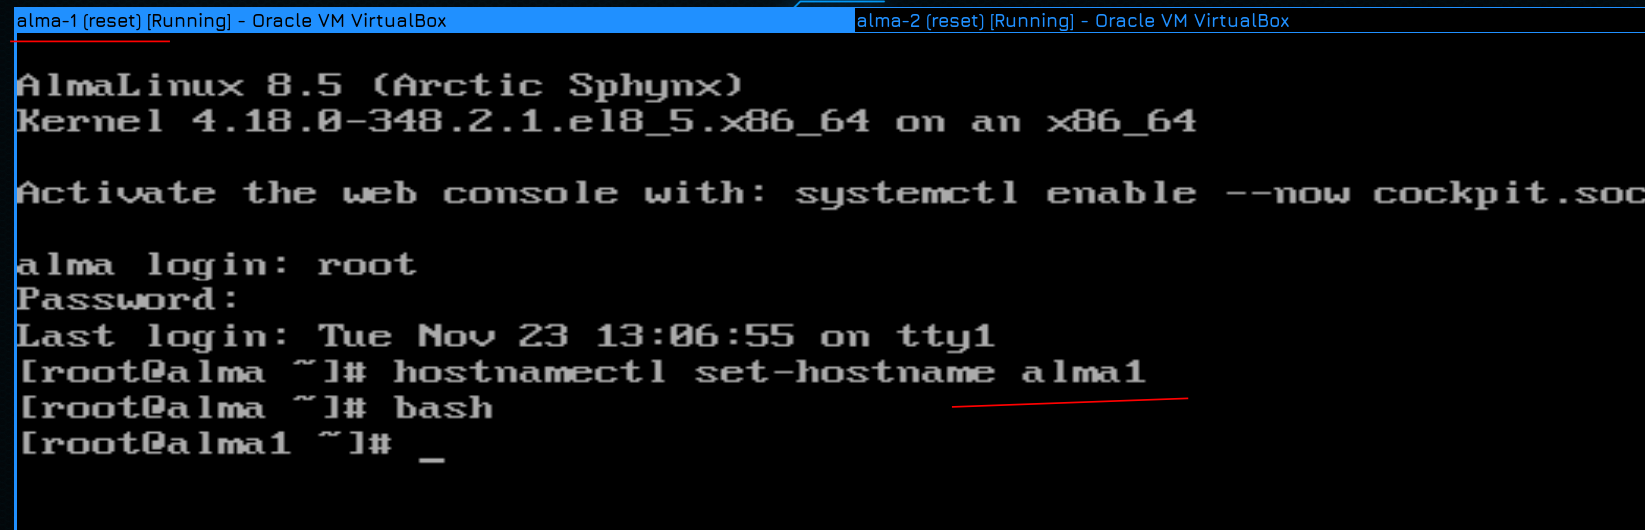 alma-1 (reset) [Running] - Oracle VM VirtualBox
alma-2 (reset) [Running] - Oracle VM VirtualBox
AlmaLinux 8.5 (Arctic Sphynx)
Kernel 4.18.0-348.2.1.el8_5.x86_64 on an x86_64
Activate the web console with: systemctl enable --now cockpit.soc
alma login: root
Password:
Last login: Tue Nov 23 13:06:55 on tty1
[root@alma ~]# hostnamectl set-hostname alma1
[root@alma ~]# bash
[root@alma1 ~]# _